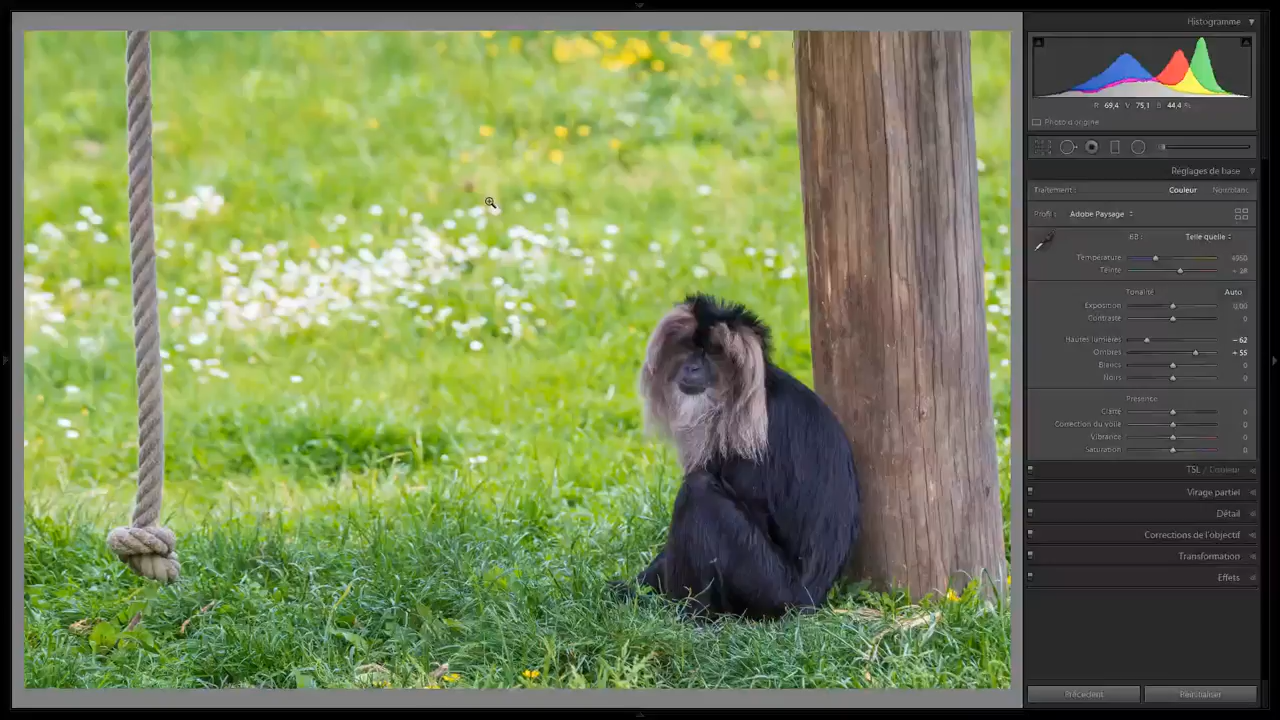 Histogramme
R 69,4 V 75,1 B 44,4 %
Photo d'origine
Réglages de base
Traitement : Couleur Noir/blanc
Profil : Adobe Paysage
BB : Telle quelle
Température 4950
Teinte + 28
Tonalité Auto
Exposition 0,00
Contraste 0
Hautes lumières – 62
Ombres + 55
Blancs 0
Noirs 0
Présence
Clarté 0
Correction du voile 0
Vibrance 0
Saturation 0
TSL / Couleur
Virage partiel
Détail
Corrections de l'objectif
Transformation
Effets
Précédent Réinitialiser